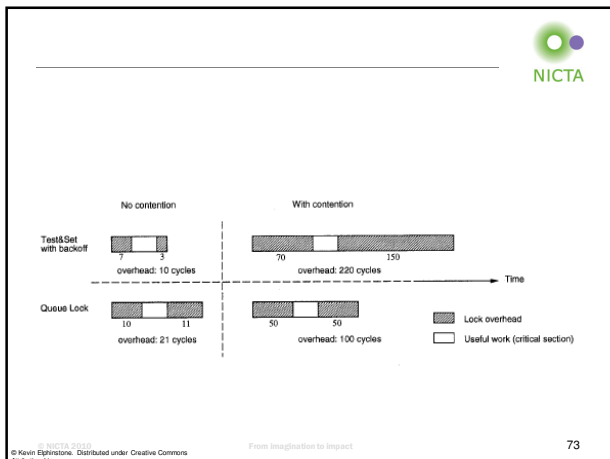 NICTA
No contention
With contention
Test&Set
with backoff
7 3
70 150
overhead: 10 cycles
overhead: 220 cycles
Time
Queue Lock
10 11
50 50
overhead: 21 cycles
overhead: 100 cycles
Lock overhead
Useful work (critical section)
© NICTA 2010
From imagination to impact
73
© Kevin Elphinstone. Distributed under Creative Commons